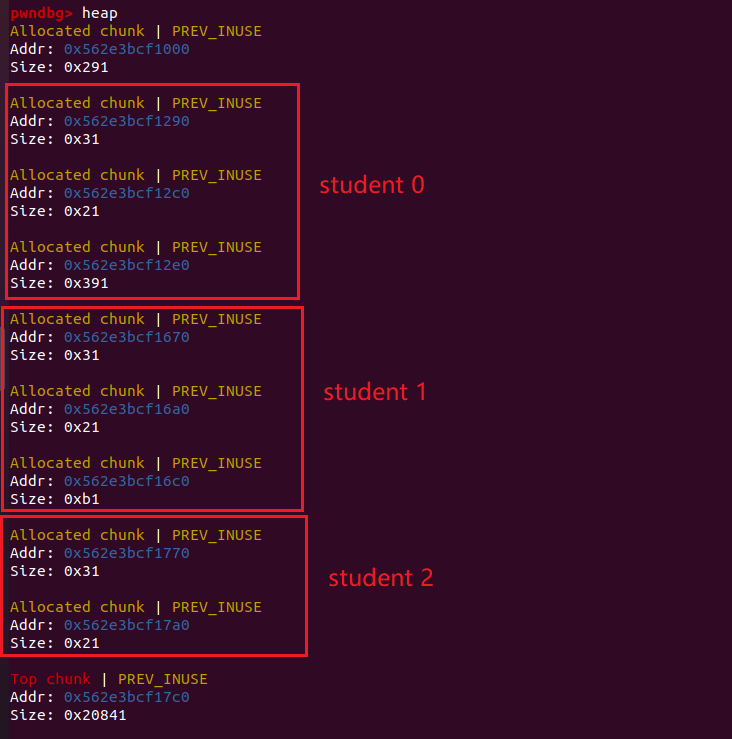 pwndbg> heap
Allocated chunk | PREV_INUSE
Addr: 0x562e3bcf1000
Size: 0x291
Allocated chunk | PREV_INUSE
Addr: 0x562e3bcf1290
Size: 0x31
Allocated chunk | PREV_INUSE
Addr: 0x562e3bcf12c0
Size: 0x21
Allocated chunk | PREV_INUSE
Addr: 0x562e3bcf12e0
Size: 0x391
student 0
Allocated chunk | PREV_INUSE
Addr: 0x562e3bcf1670
Size: 0x31
Allocated chunk | PREV_INUSE
Addr: 0x562e3bcf16a0
Size: 0x21
Allocated chunk | PREV_INUSE
Addr: 0x562e3bcf16c0
Size: 0xb1
student 1
Allocated chunk | PREV_INUSE
Addr: 0x562e3bcf1770
Size: 0x31
Allocated chunk | PREV_INUSE
Addr: 0x562e3bcf17a0
Size: 0x21
student 2
Top chunk | PREV_INUSE
Addr: 0x562e3bcf17c0
Size: 0x20841